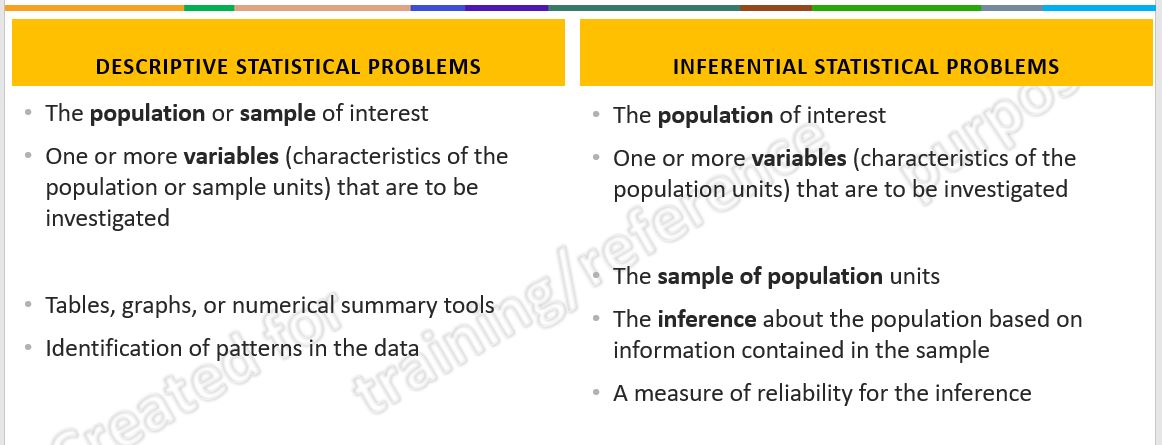 DESCRIPTIVE STATISTICAL PROBLEMS
• The population or sample of interest
• One or more variables (characteristics of the
population or sample units) that are to be
investigated
• Tables, graphs, or numerical summary tools
• Identification of patterns in the data
INFERENTIAL STATISTICAL PROBLEMS
• The population of interest
• One or more variables (characteristics of the
population units) that are to be investigated
• The sample of population units
• The inference about the population based on
information contained in the sample
• A measure of reliability for the inference
Created for
training/reference
purpos